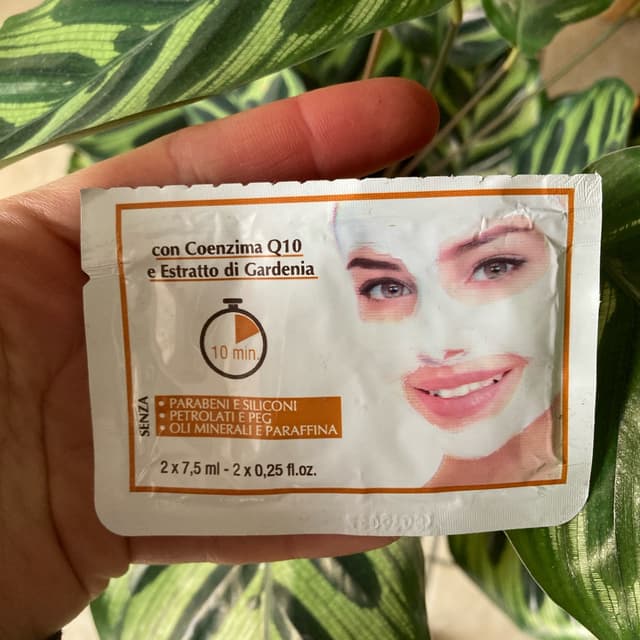 con Coenzima Q10
e Estratto di Gardenia
10 min.
SENZA
• PARABENI E SILICONI
• PETROLATI E PEG
• OLI MINERALI E PARAFFINA
2 x 7,5 ml - 2 x 0,25 fl.oz.